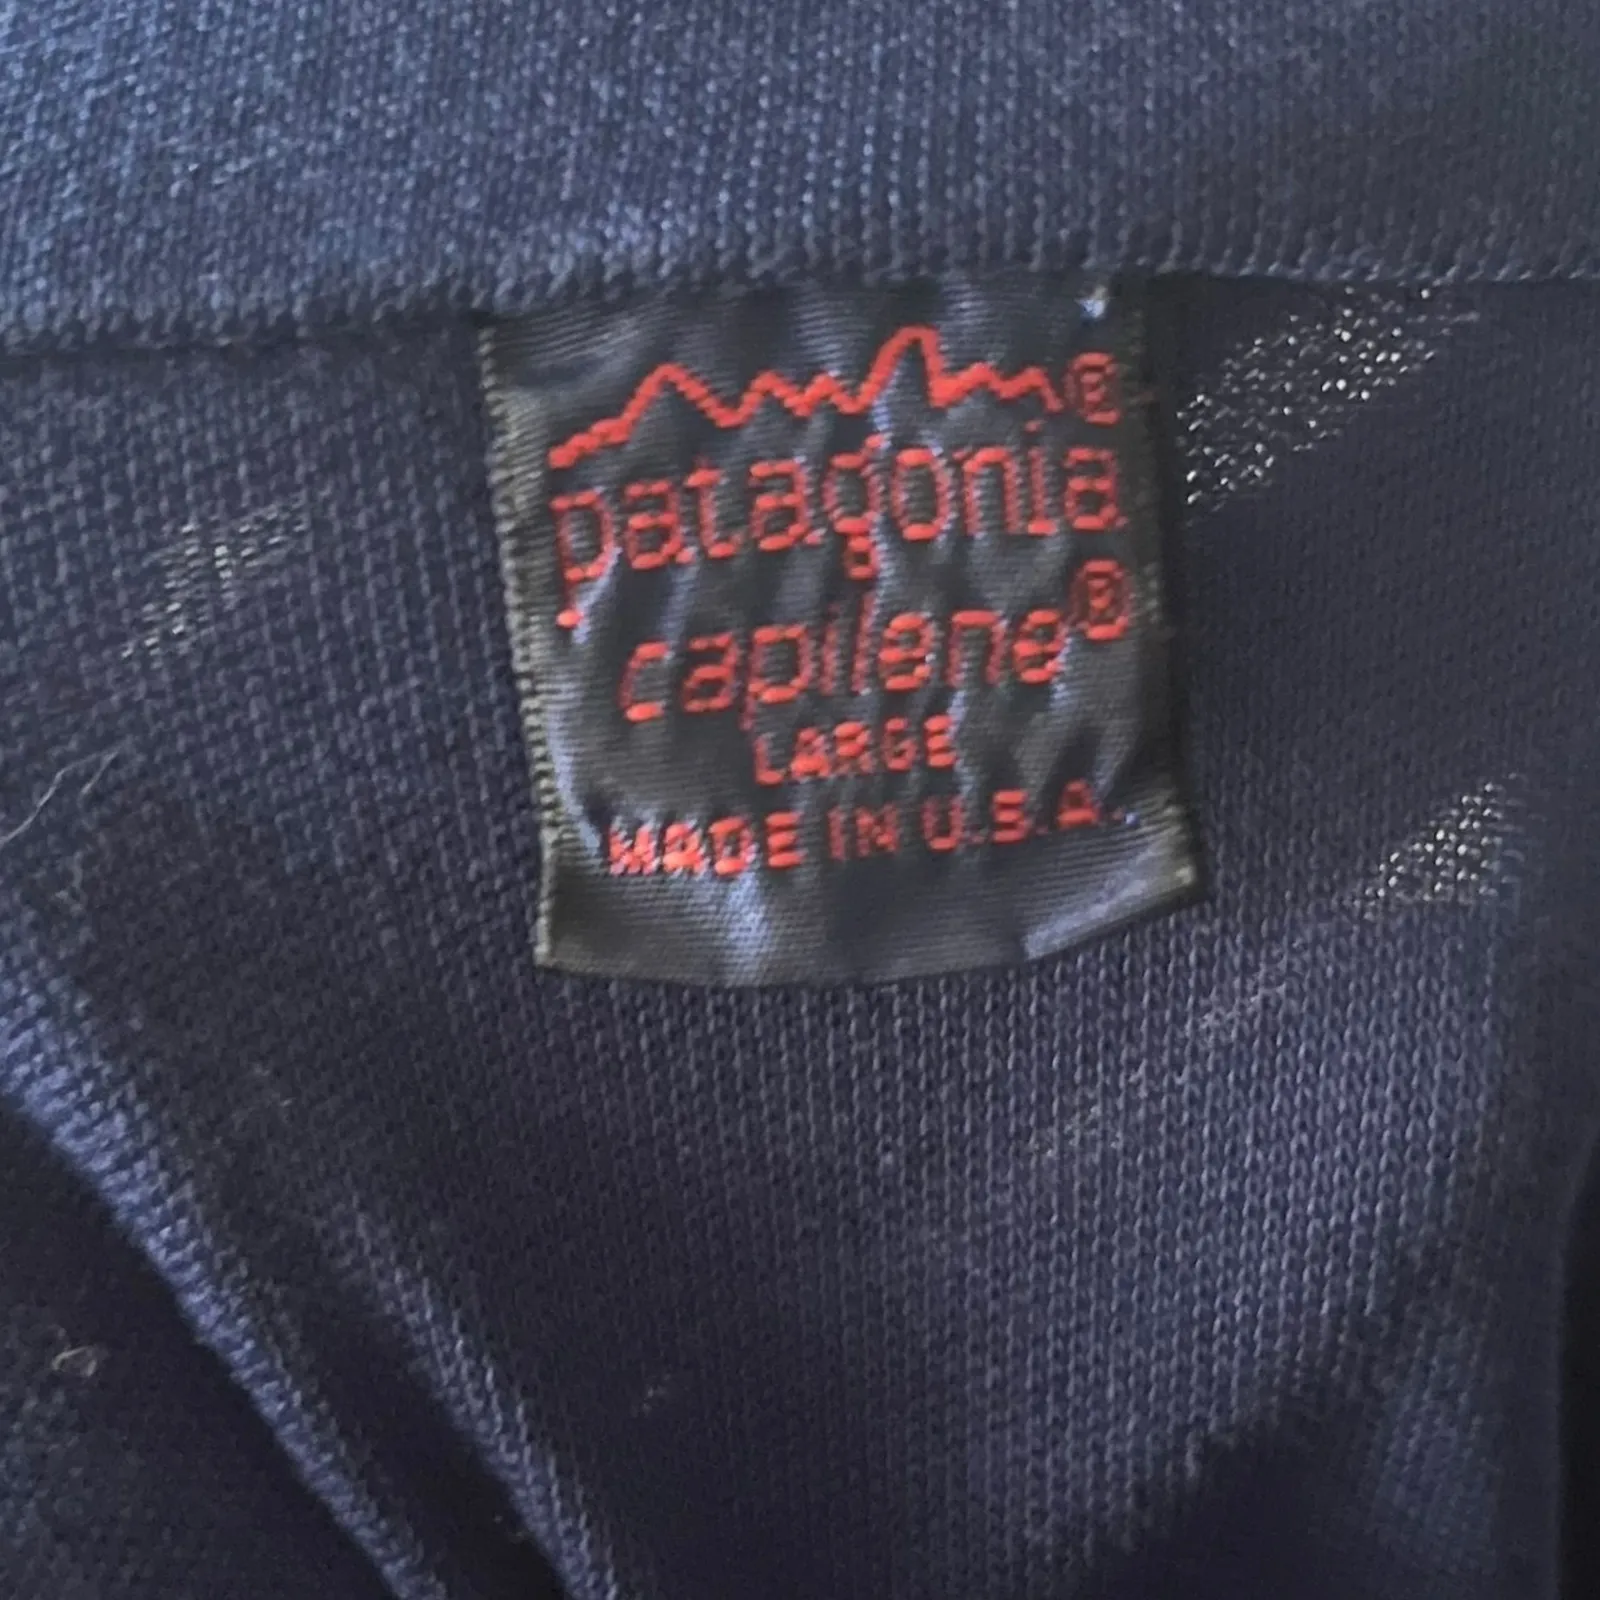 ®
patagonia
capilene®
LARGE
MADE IN U.S.A.